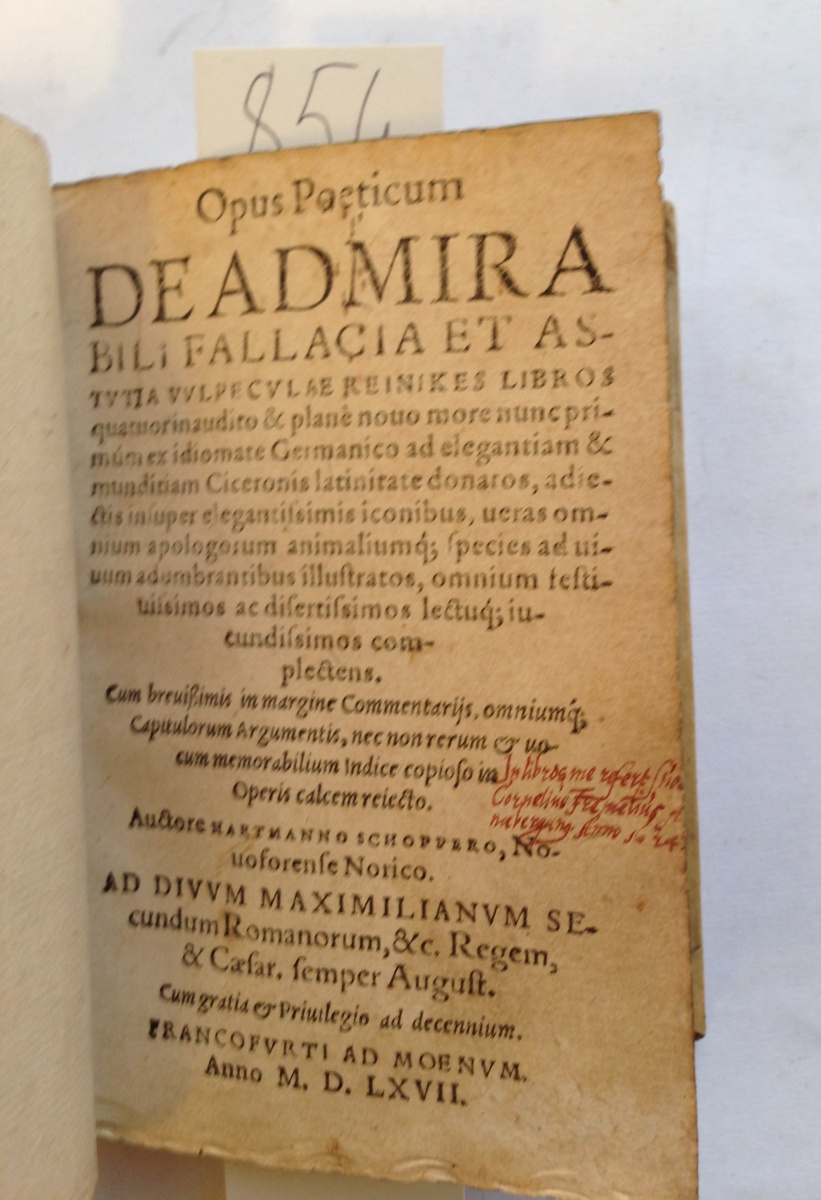 854
Opus Poeticum
DE ADMIRA
BILI FALLACIA ET AS-
TVTIA VVLPECVLAE REINIKES LIBROS
quatuor inaudito & planè nouo more nunc pri-
mùm ex idiomate Germanico ad elegantiam &
munditiam Ciceronis latinitate donatos, adie-
ctis insuper elegantiſsimis iconibus, ueras om-
nium apologorum animaliumq́; ſpecies ad ui-
uum adumbrantibus illuſtratos, omnium feſti-
uiſsimos ac diſertiſsimos lectuq́; iu-
cundiſsimos com-
plectens.
Cum breuiſsimis in margine Commentarijs, omniumq́;
Capitulorum Argumentis, nec non rerum & uo-
cum memorabilium Indice copioſo in
Operis calcem reiecto.
Auctore HARTMANNO SCHOPPERO, No-
uoforenſe Norico.
AD DIVVM MAXIMILIANVM SE-
cundum Romanorum, &c. Regem,
& Cæſar. ſemper Auguſt.
Cum gratia & Priuilegio ad decennium.
FRANCOFVRTI AD MOENVM.
Anno M. D. LXVII.
me refert
Cornelius